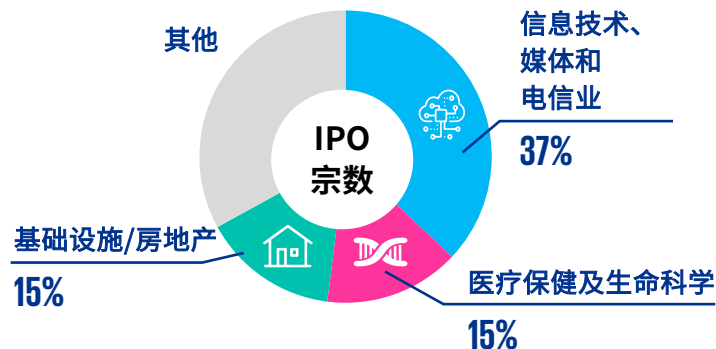 其他
信息技术、
媒体和
电信业
37%
IPO
宗数
基础设施/房地产
15%
医疗保健及生命科学
15%